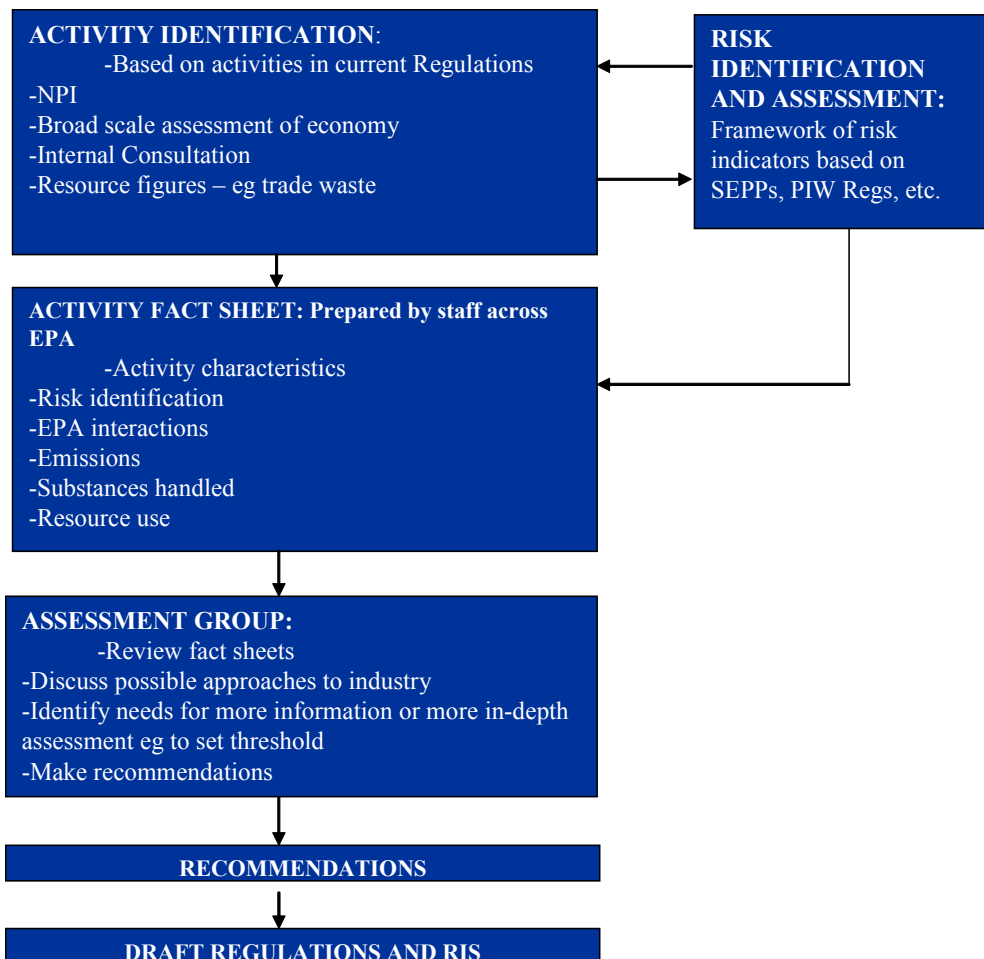 ACTIVITY IDENTIFICATION:
-Based on activities in current Regulations
-NPI
-Broad scale assessment of economy
-Internal Consultation
-Resource figures – eg trade waste
RISK
IDENTIFICATION
AND ASSESSMENT:
Framework of risk
indicators based on
SEPPs, PIW Regs, etc.
ACTIVITY FACT SHEET: Prepared by staff across
EPA
-Activity characteristics
-Risk identification
-EPA interactions
-Emissions
-Substances handled
-Resource use
ASSESSMENT GROUP:
-Review fact sheets
-Discuss possible approaches to industry
-Identify needs for more information or more in-depth
assessment eg to set threshold
-Make recommendations
RECOMMENDATIONS
DRAFT REGULATIONS AND RIS